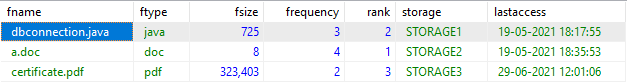 fname ftype fsize frequency rank storage lastaccess
dbconnection.java java 725 3 2 STORAGE1 19-05-2021 18:17:55
a.doc doc 8 4 1 STORAGE2 19-05-2021 18:35:53
certificate.pdf pdf 323,403 2 3 STORAGE3 29-06-2021 12:01:06